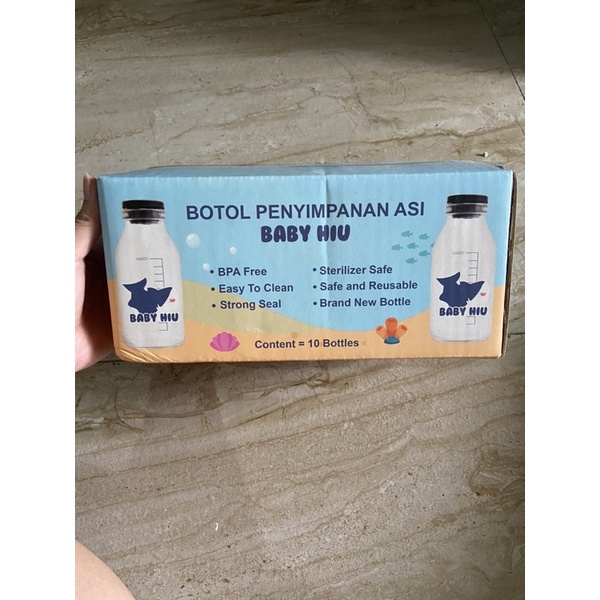 BOTOL PENYIMPANAN ASI
BABY HIU
• BPA Free
• Easy To Clean
• Strong Seal
• Sterilizer Safe
• Safe and Reusable
• Brand New Bottle
Content = 10 Bottles
BABY HIU
BABY HIU